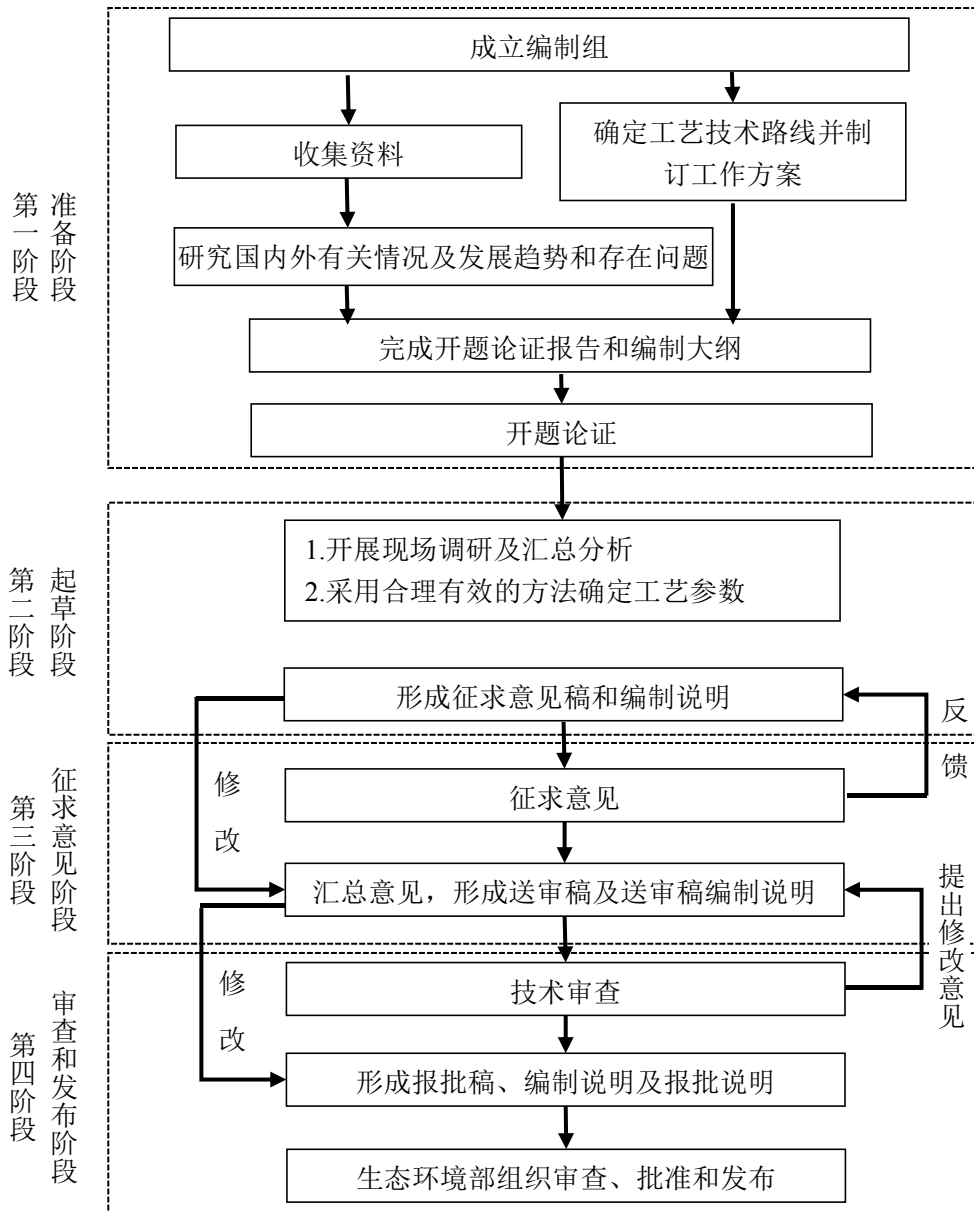 成立编制组
收集资料
确定工艺技术路线并制
订工作方案
研究国内外有关情况及发展趋势和存在问题
完成开题论证报告和编制大纲
开题论证
第一阶段
准备阶段
1.开展现场调研及汇总分析
2.采用合理有效的方法确定工艺参数
形成征求意见稿和编制说明
第二阶段
起草阶段
反馈
征求意见
修改
汇总意见，形成送审稿及送审稿编制说明
第三阶段
征求意见阶段
提出修改意见
技术审查
修改
形成报批稿、编制说明及报批说明
生态环境部组织审查、批准和发布
第四阶段
审查和发布阶段